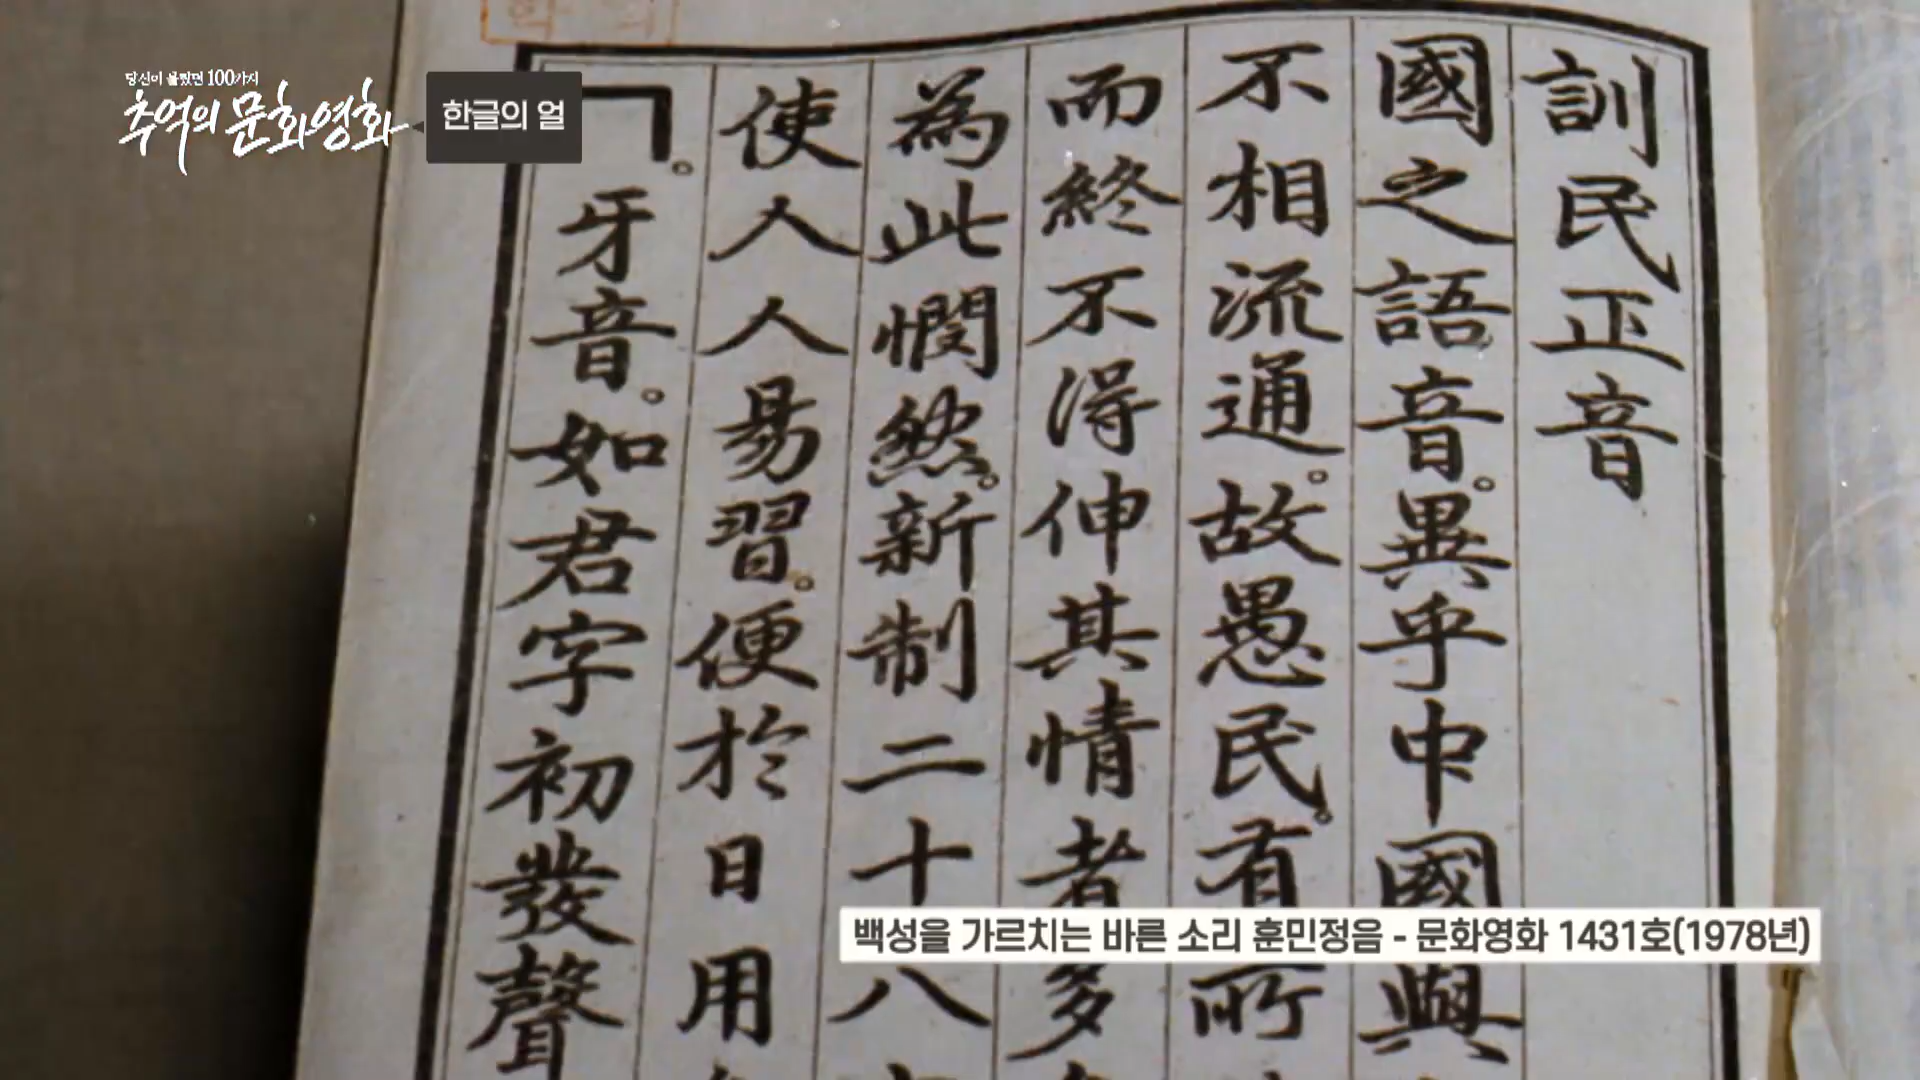 당신이 몰랐던 100가지
추억의 문화영화
한글의 얼
訓民正音
國之語音。異乎中國與
不相流通。故愚民。有所
而終不得伸其情者多
為此憫然。新制二十八
使人人易習。便於日用
ㄱ。牙音。如君字初發聲
백성을 가르치는 바른 소리 훈민정음 - 문화영화 1431호(1978년)